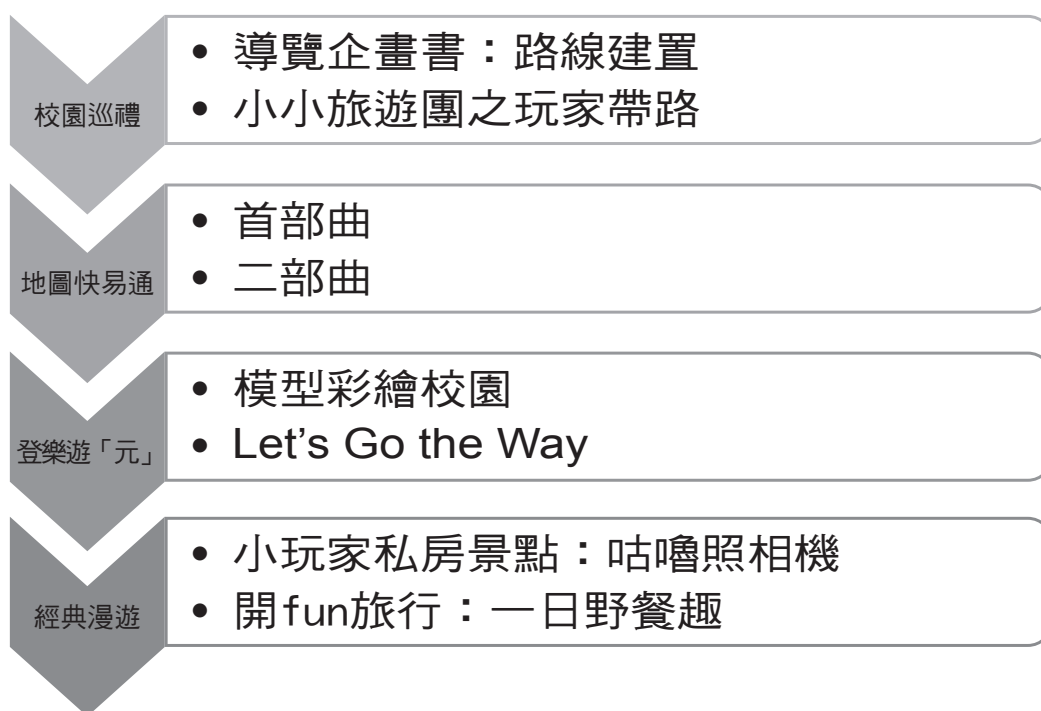 校園巡禮
• 導覽企畫書：路線建置
• 小小旅遊團之玩家帶路
地圖快易通
• 首部曲
• 二部曲
登樂遊「元」
• 模型彩繪校園
• Let’s Go the Way
經典漫遊
• 小玩家私房景點：咕嚕照相機
• 開fun旅行：一日野餐趣